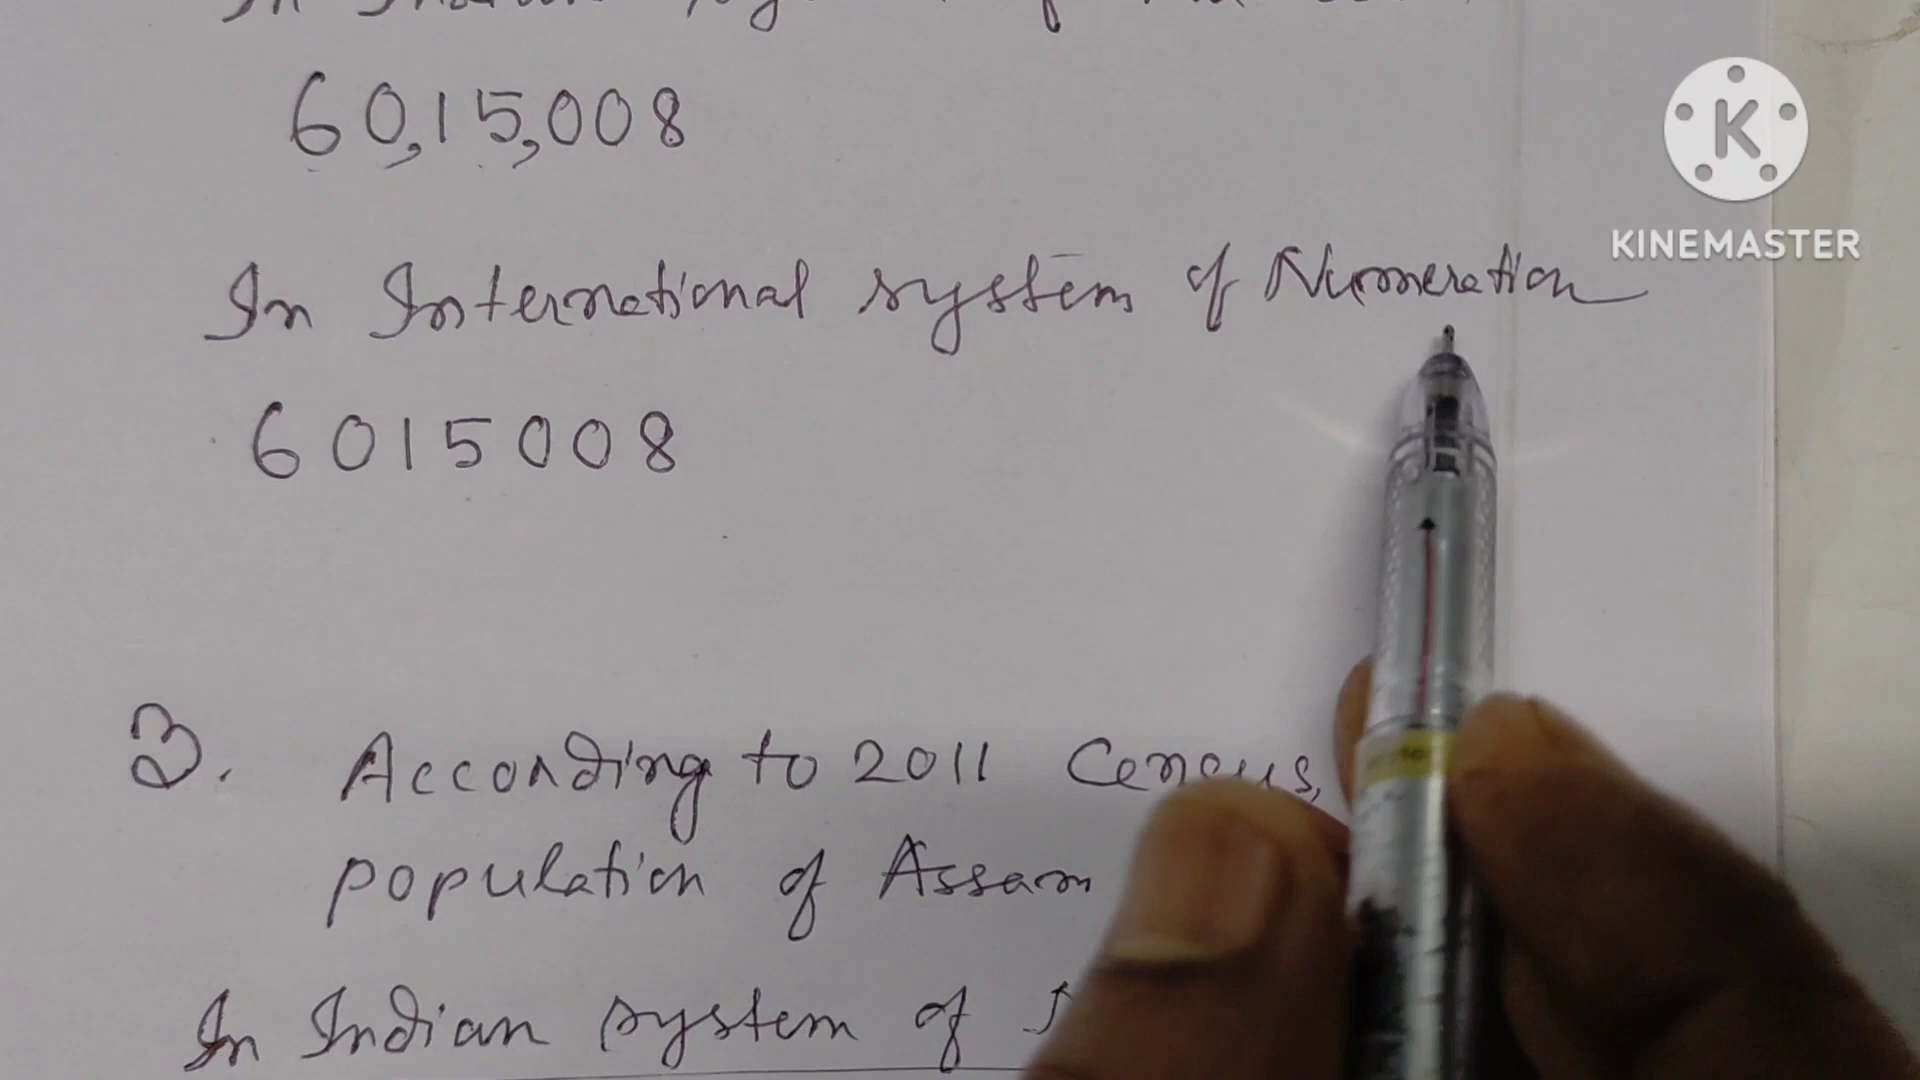 60,15,008
In International system of Numeration
6015008
3. According to 2011 Census,
population of Assam
In Indian system of
K
KINEMASTER